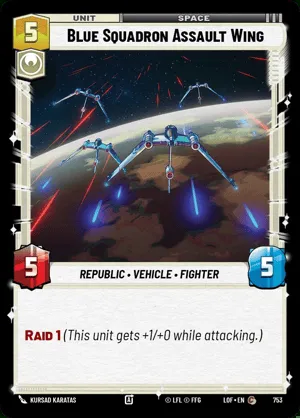 UNIT
SPACE
5
BLUE SQUADRON ASSAULT WING
5
5
REPUBLIC • VEHICLE • FIGHTER
RAID 1 (This unit gets +1/+0 while attacking.)
KURSAD KARATAS
© LFL © FFG
LOF • EN
C
753